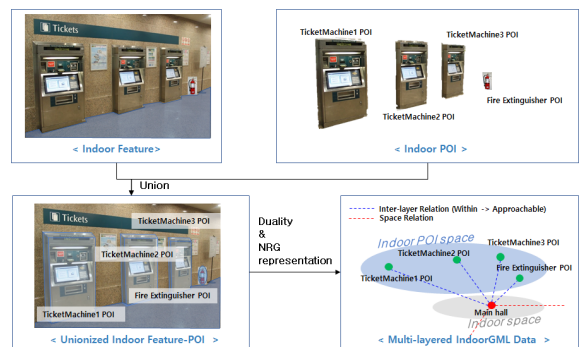 Tickets
< Indoor Feature>
TicketMachine1 POI
TicketMachine3 POI
TicketMachine2 POI
Fire Extinguisher POI
< Indoor POI >
Union
Tickets
TicketMachine3 POI
TicketMachine2 POI
Fire Extinguisher POI
TicketMachine1 POI
< Unionized Indoor Feature-POI >
Duality
&
NRG
representation
Inter-layer Relation (Within -> Approachable)
Space Relation
Indoor POI space
TicketMachine3 POI
TicketMachine2 POI
Fire Extinguisher POI
TicketMachine1 POI
Main hall
Indoor space
< Multi-layered IndoorGML Data >